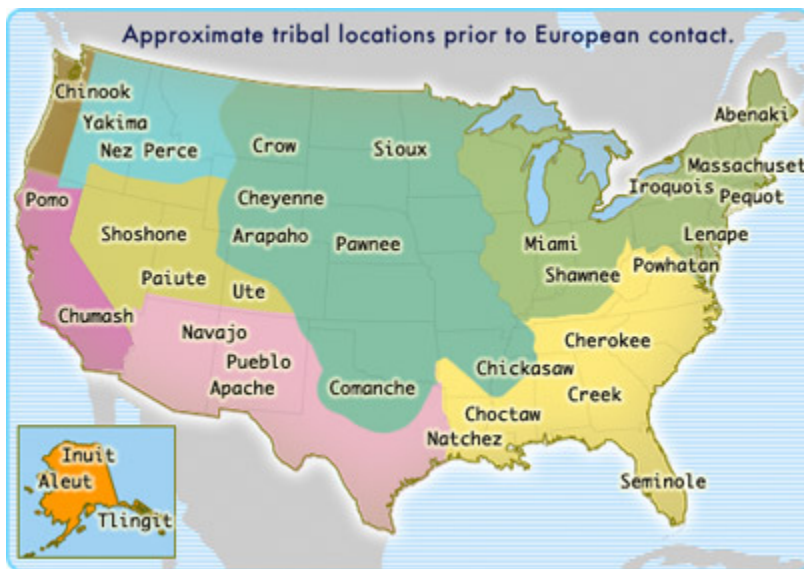 Approximate tribal locations prior to European contact.
Chinook
Yakima
Nez Perce
Crow
Sioux
Abenaki
Massachuset
Iroquois
Pequot
Pomo
Cheyenne
Shoshone
Arapaho
Pawnee
Miami
Lenape
Powhatan
Shawnee
Paiute
Ute
Chumash
Navajo
Pueblo
Apache
Comanche
Chickasaw
Cherokee
Creek
Choctaw
Natchez
Seminole
Inuit
Aleut
Tlingit